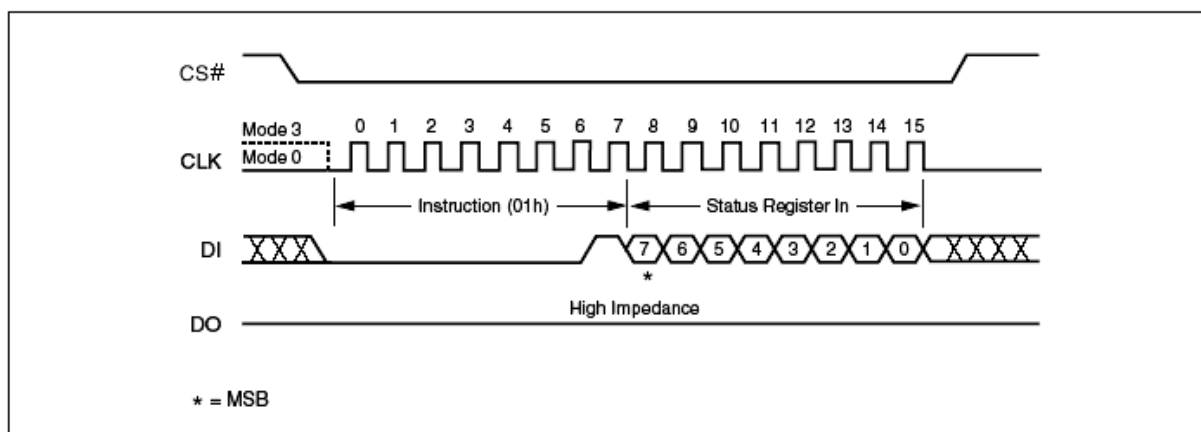 CS#
Mode 3
0 1 2 3 4 5 6 7 8 9 10 11 12 13 14 15
CLK
Mode 0
Instruction (01h)
Status Register In
DI
7 6 5 4 3 2 1 0
*
High Impedance
DO
* = MSB